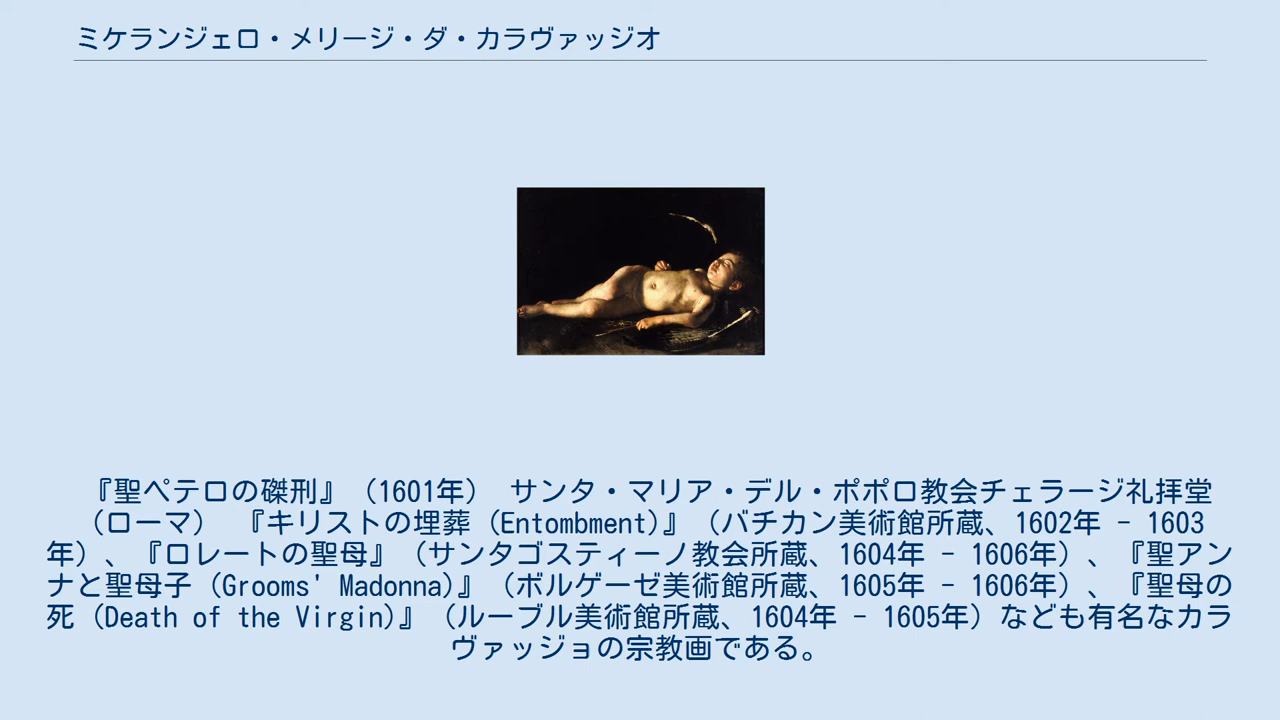 ミケランジェロ・メリージ・ダ・カラヴァッジオ
『聖ペテロの磔刑』（1601年） サンタ・マリア・デル・ポポロ教会チェラージ礼拝堂
（ローマ） 『キリストの埋葬（Entombment)』（バチカン美術館所蔵、1602年 - 1603
年）、『ロレートの聖母』（サンタゴスティーノ教会所蔵、1604年 - 1606年）、『聖アン
ナと聖母子（Grooms' Madonna)』（ボルゲーゼ美術館所蔵、1605年 - 1606年）、『聖母の
死（Death of the Virgin)』（ルーブル美術館所蔵、1604年 - 1605年）なども有名なカラ
ヴァッジョの宗教画である。